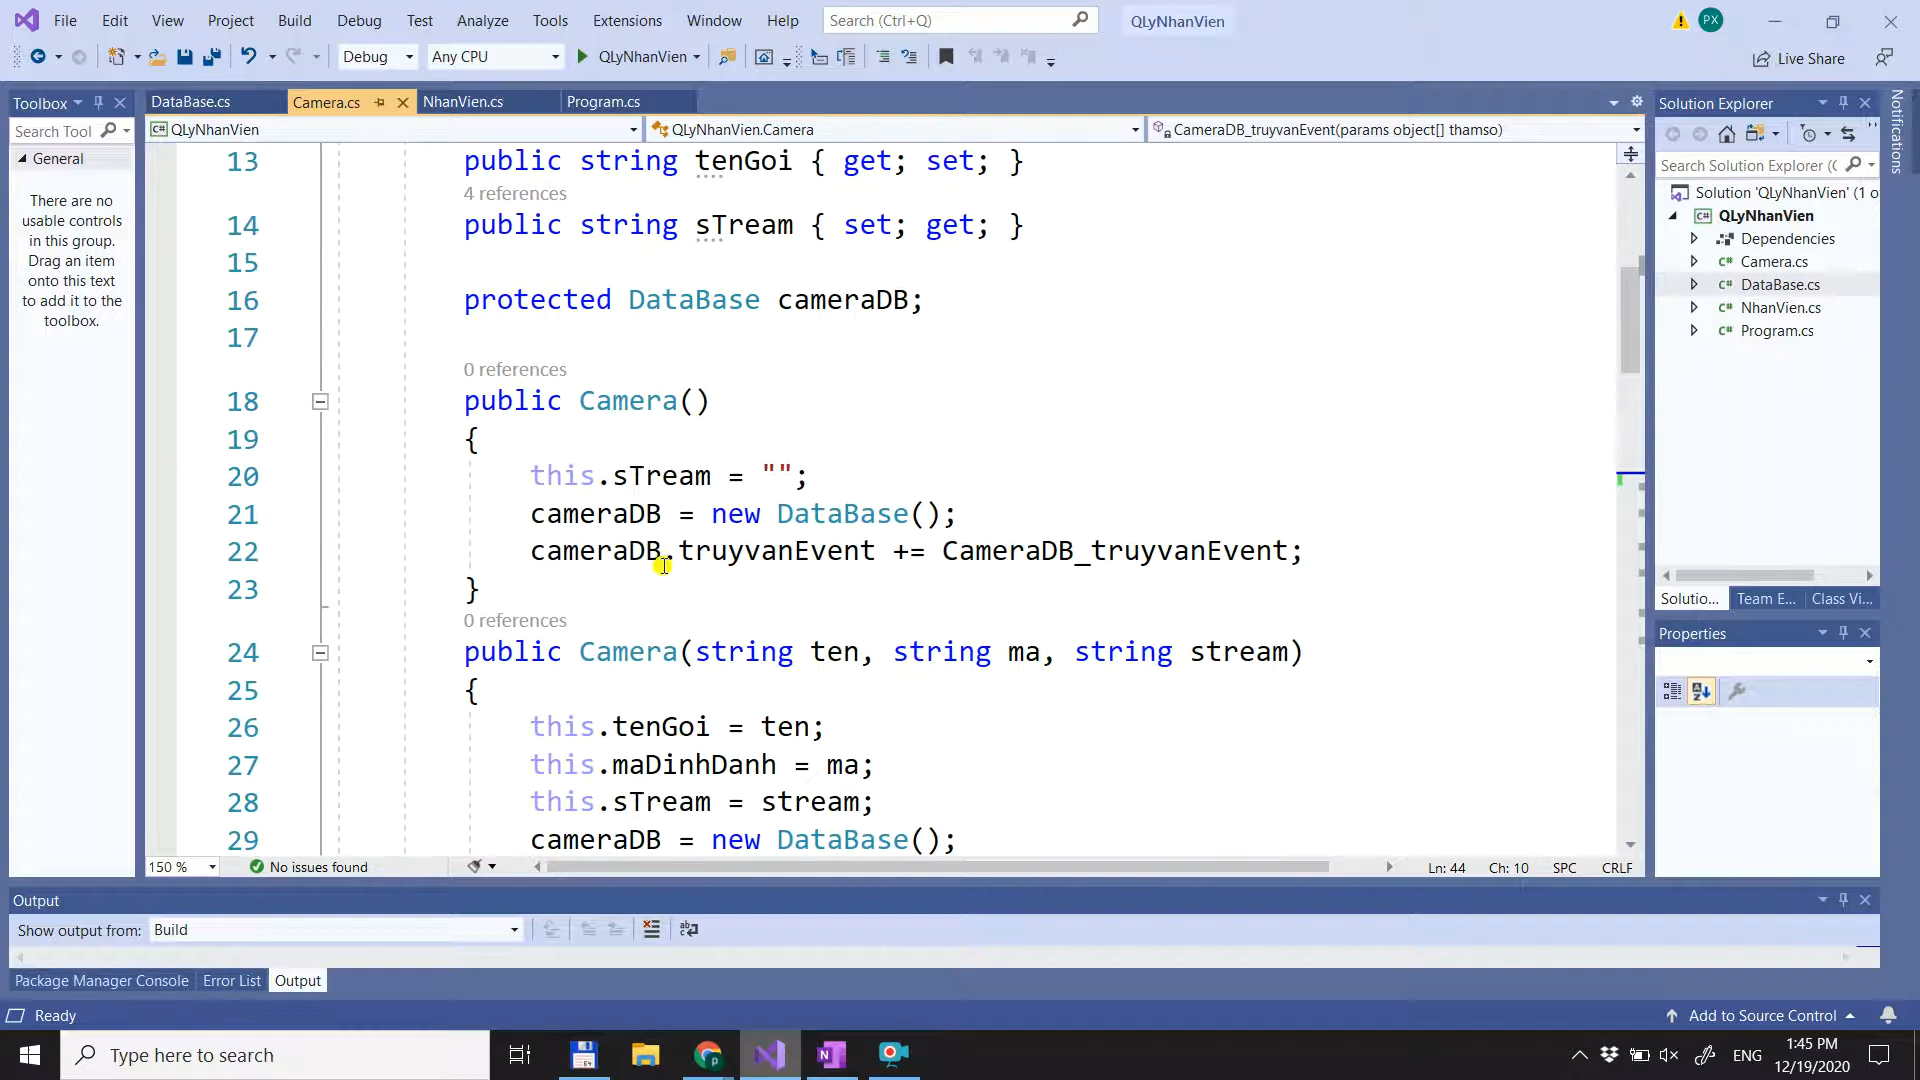 File Edit View Project Build Debug Test Analyze Tools Extensions Window Help Search (Ctrl+Q) QLyNhanVien PX
Debug Any CPU QLyNhanVien Live Share
Toolbox DataBase.cs Camera.cs NhanVien.cs Program.cs Solution Explorer Notifications
Search Tool QLyNhanVien QLyNhanVien.Camera CameraDB_truyvanEvent(params object[] thamso)
General
There are no
usable controls
in this group.
Drag an item
onto this text
to add it to the
toolbox.
13 public string tenGoi { get; set; }
4 references
14 public string sTream { set; get; }
15
16 protected DataBase cameraDB;
17
0 references
18 public Camera()
19 {
20 this.sTream = "";
21 cameraDB = new DataBase();
22 cameraDB.truyvanEvent += CameraDB_truyvanEvent;
23 }
0 references
24 public Camera(string ten, string ma, string stream)
25 {
26 this.tenGoi = ten;
27 this.maDinhDanh = ma;
28 this.sTream = stream;
29 cameraDB = new DataBase();
150 % No issues found Ln: 44 Ch: 10 SPC CRLF
Search Solution Explorer (
Solution 'QLyNhanVien' (1 o
QLyNhanVien
Dependencies
C# Camera.cs
C# DataBase.cs
C# NhanVien.cs
C# Program.cs
Solutio... Team E... Class Vi...
Properties
Output
Show output from: Build
Package Manager Console Error List Output
Ready Add to Source Control
Type here to search ENG 1:45 PM
12/19/2020